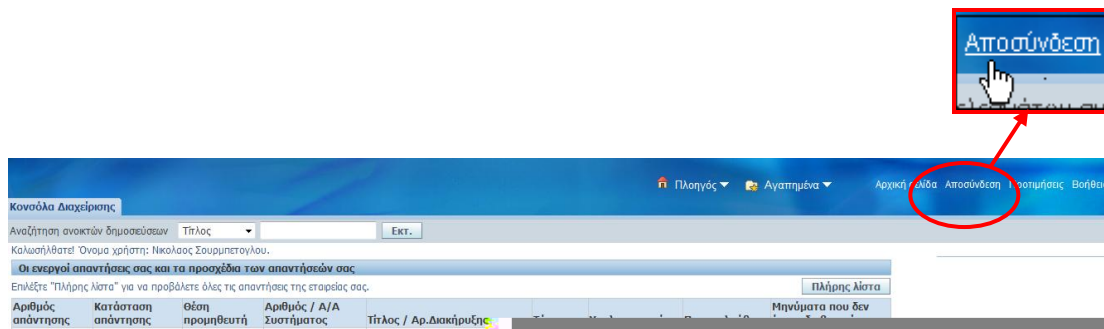 Αποσύνδεση
Πλοηγός Αγαπημένα Αρχική Αποσύνδεση Προτιμήσεις
Κονσόλα Διαχείρισης
Αναζήτηση ανοικτών δημοσεύσεων Τίτλος Εκτ.
Καλωσήλθατε! Όνομα χρήστη: Νικολαος Σουρμπετογλου.
Οι ενεργοί απαντήσεις σας και τα προσχέδια των απαντήσεών σας
Επιλέξτε "Πλήρης λίστα" για να προβάλετε όλες τις απαντήσεις της εταιρείας σας. Πλήρης λίστα
Αριθμός Κατάσταση Θέση Αριθμός / Α/Α Μηνύματα που δεν
απάντησης απάντησης προμηθευτή Συστήματος Τίτλος / Αρ.Διακήρυξης